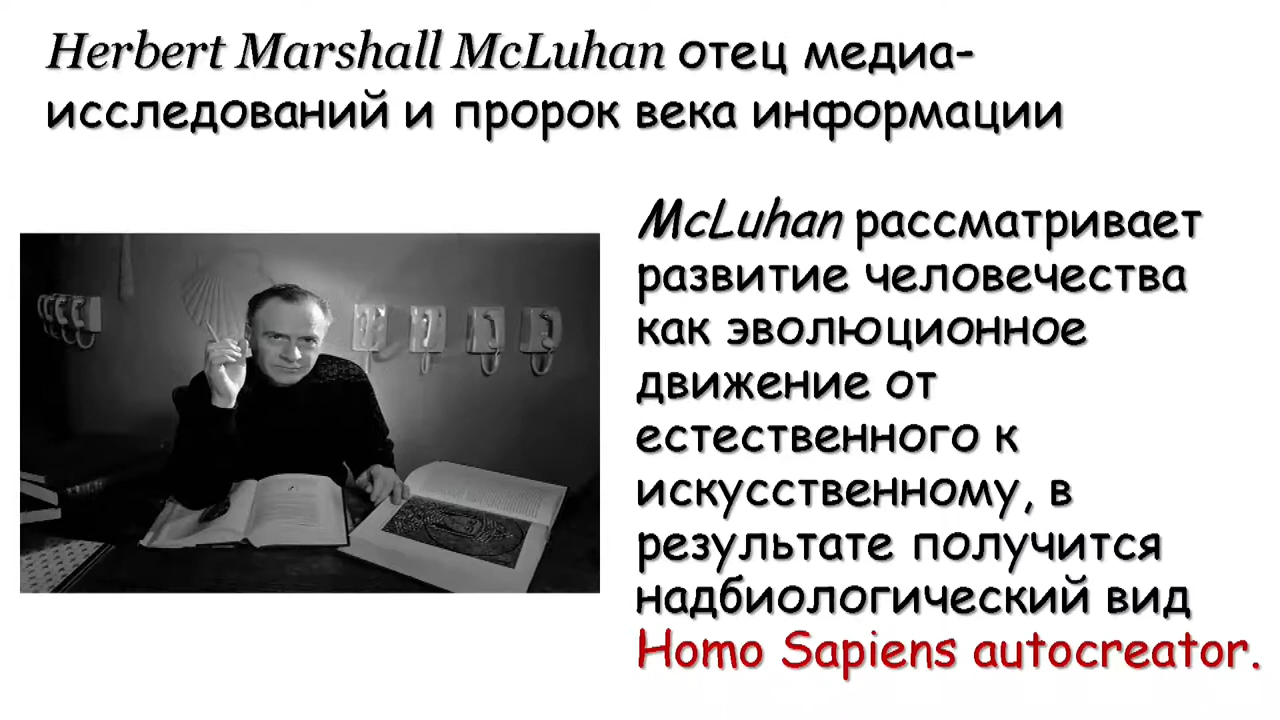 Herbert Marshall McLuhan отец медиа-
исследований и пророк века информации
McLuhan рассматривает
развитие человечества
как эволюционное
движение от
естественного к
искусственному, в
результате получится
надбиологический вид
Homo Sapiens autocreator.